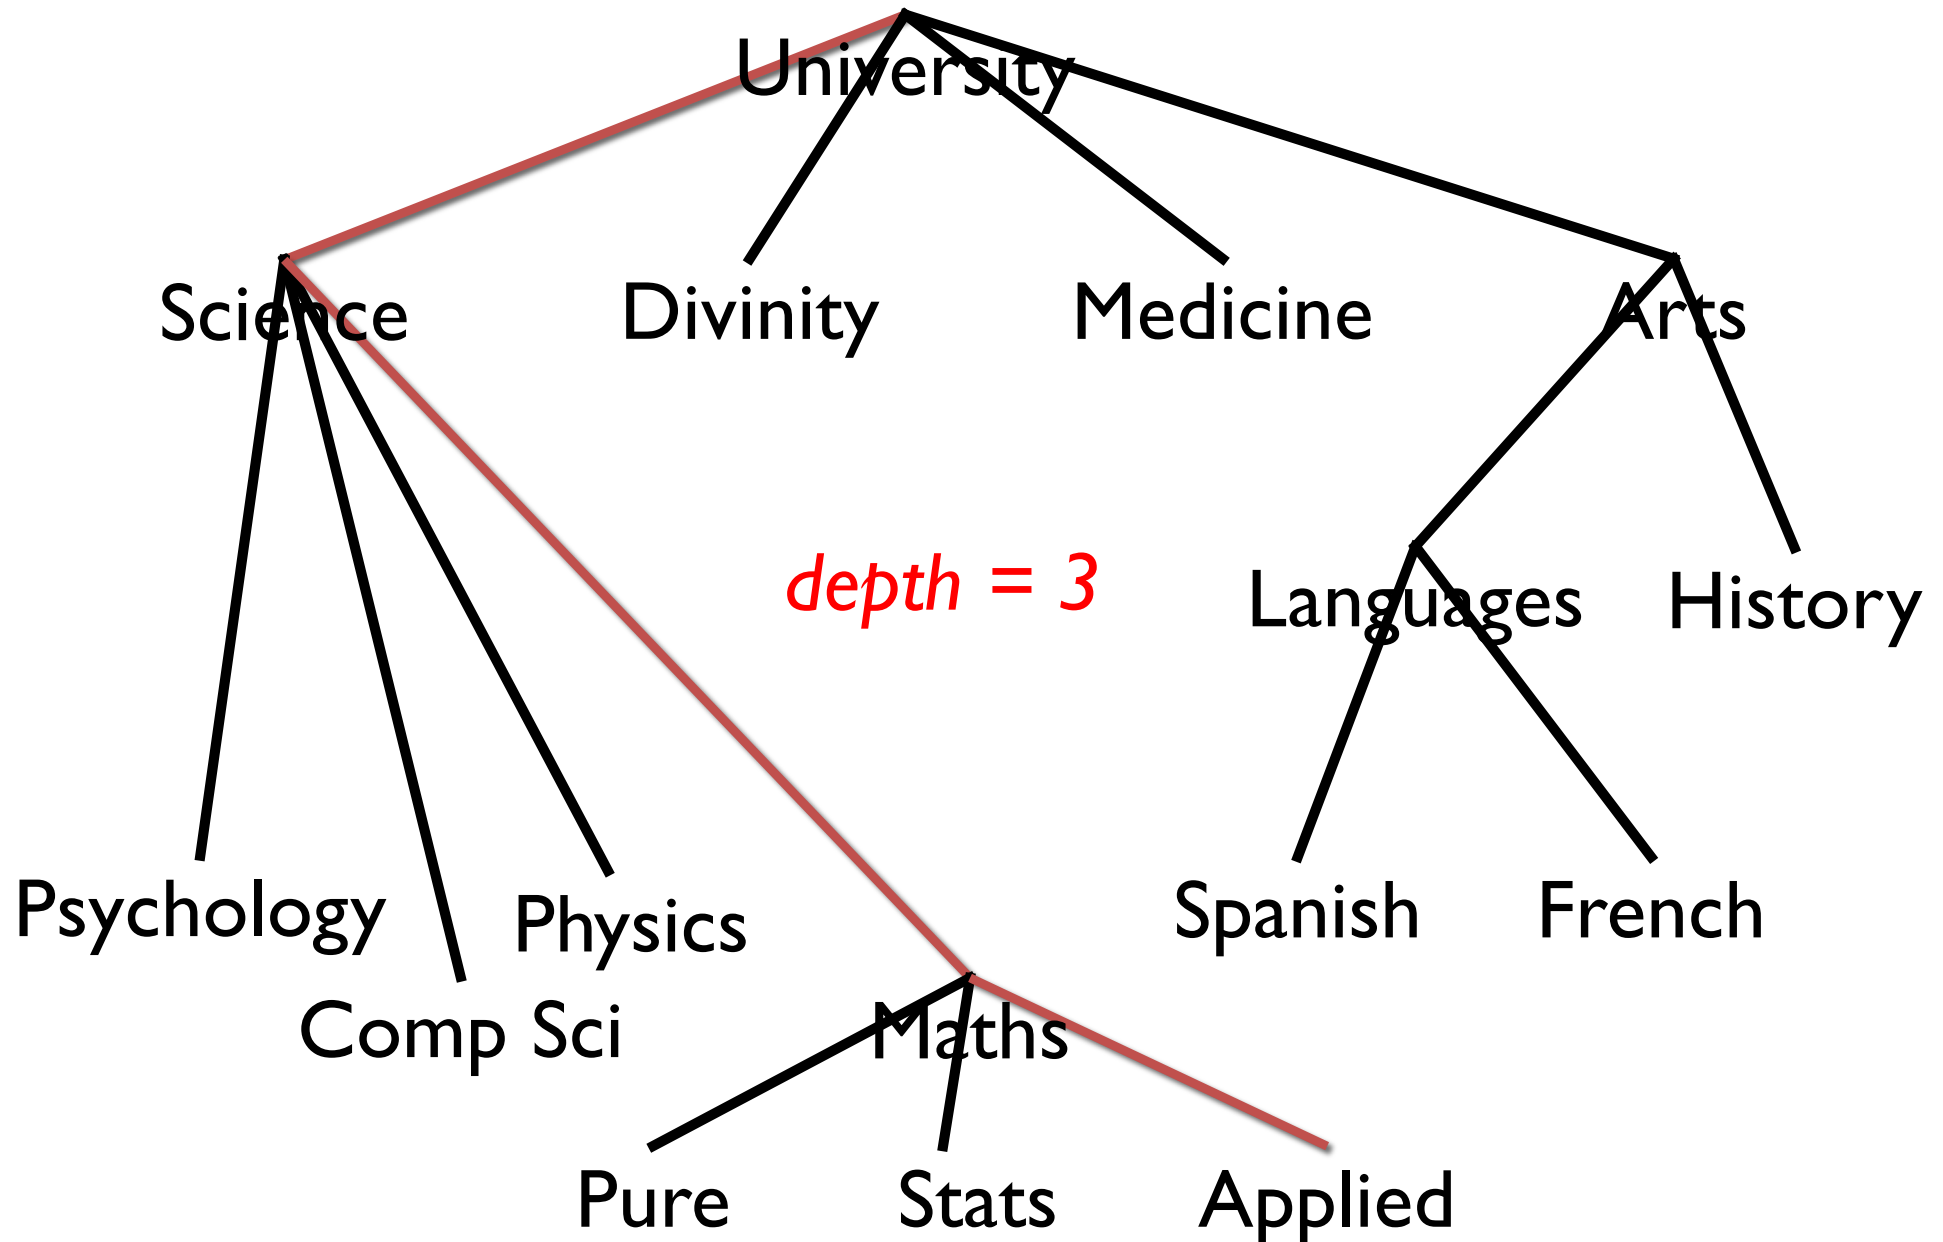 University
Science
Divinity
Medicine
Arts
depth = 3
Languages
History
Psychology
Physics
Spanish
French
Comp Sci
Maths
Pure
Stats
Applied